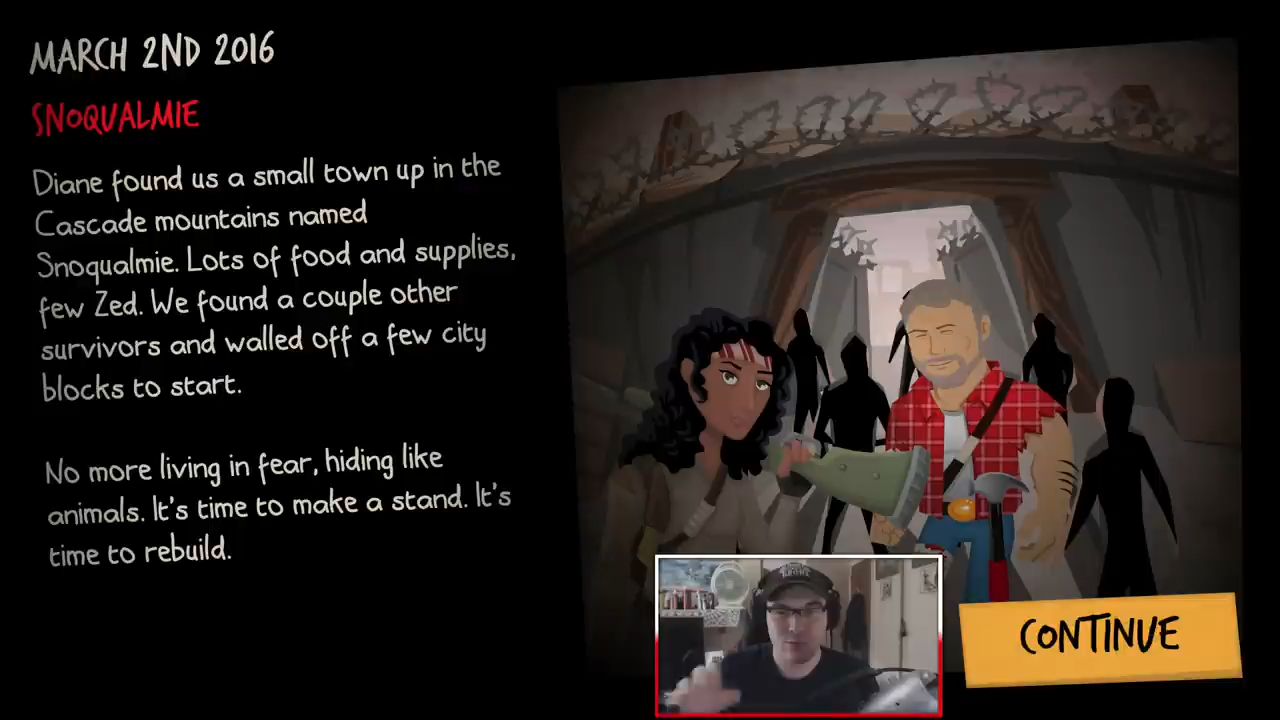 MARCH 2ND 2016
SNOQUALMIE
Diane found us a small town up in the
Cascade mountains named
Snoqualmie. Lots of food and supplies,
few Zed. We found a couple other
survivors and walled off a few city
blocks to start.
No more living in fear, hiding like
animals. It's time to make a stand. It's
time to rebuild.
CONTINUE